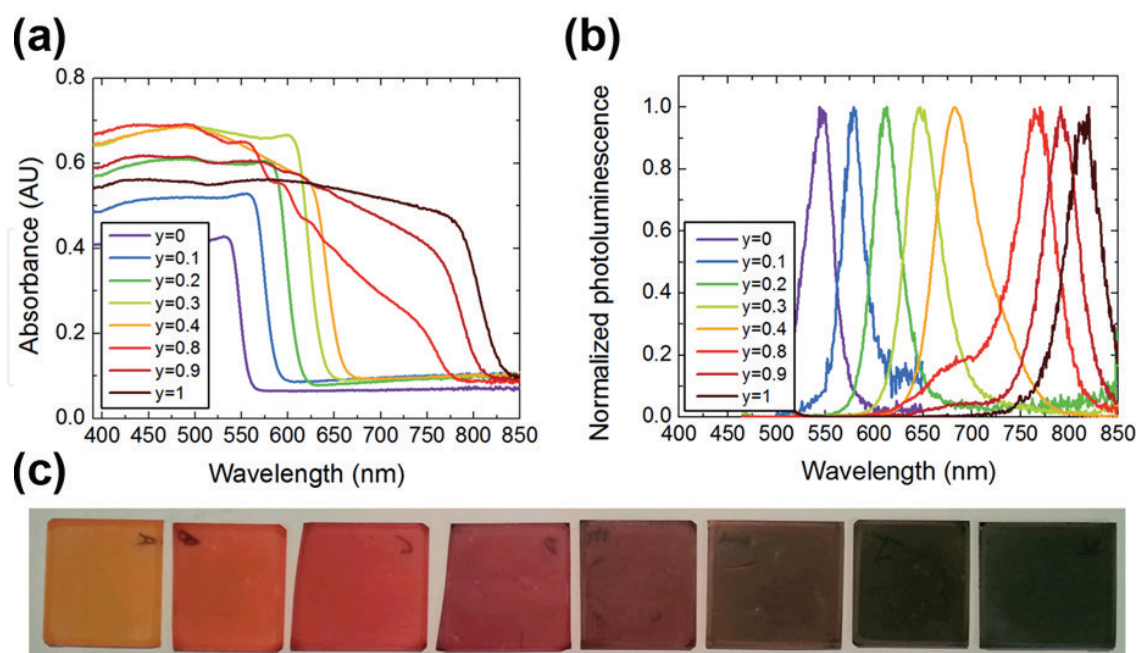 (a)
0.8
0.6
0.4
0.2
0.0
Absorbance (AU)
y=0
y=0.1
y=0.2
y=0.3
y=0.4
y=0.8
y=0.9
y=1
400 450 500 550 600 650 700 750 800 850
Wavelength (nm)
(b)
1.0
0.8
0.6
0.4
0.2
0.0
Normalized photoluminescence
y=0
y=0.1
y=0.2
y=0.3
y=0.4
y=0.8
y=0.9
y=1
400 450 500 550 600 650 700 750 800 850
Wavelength (nm)
(c)
A